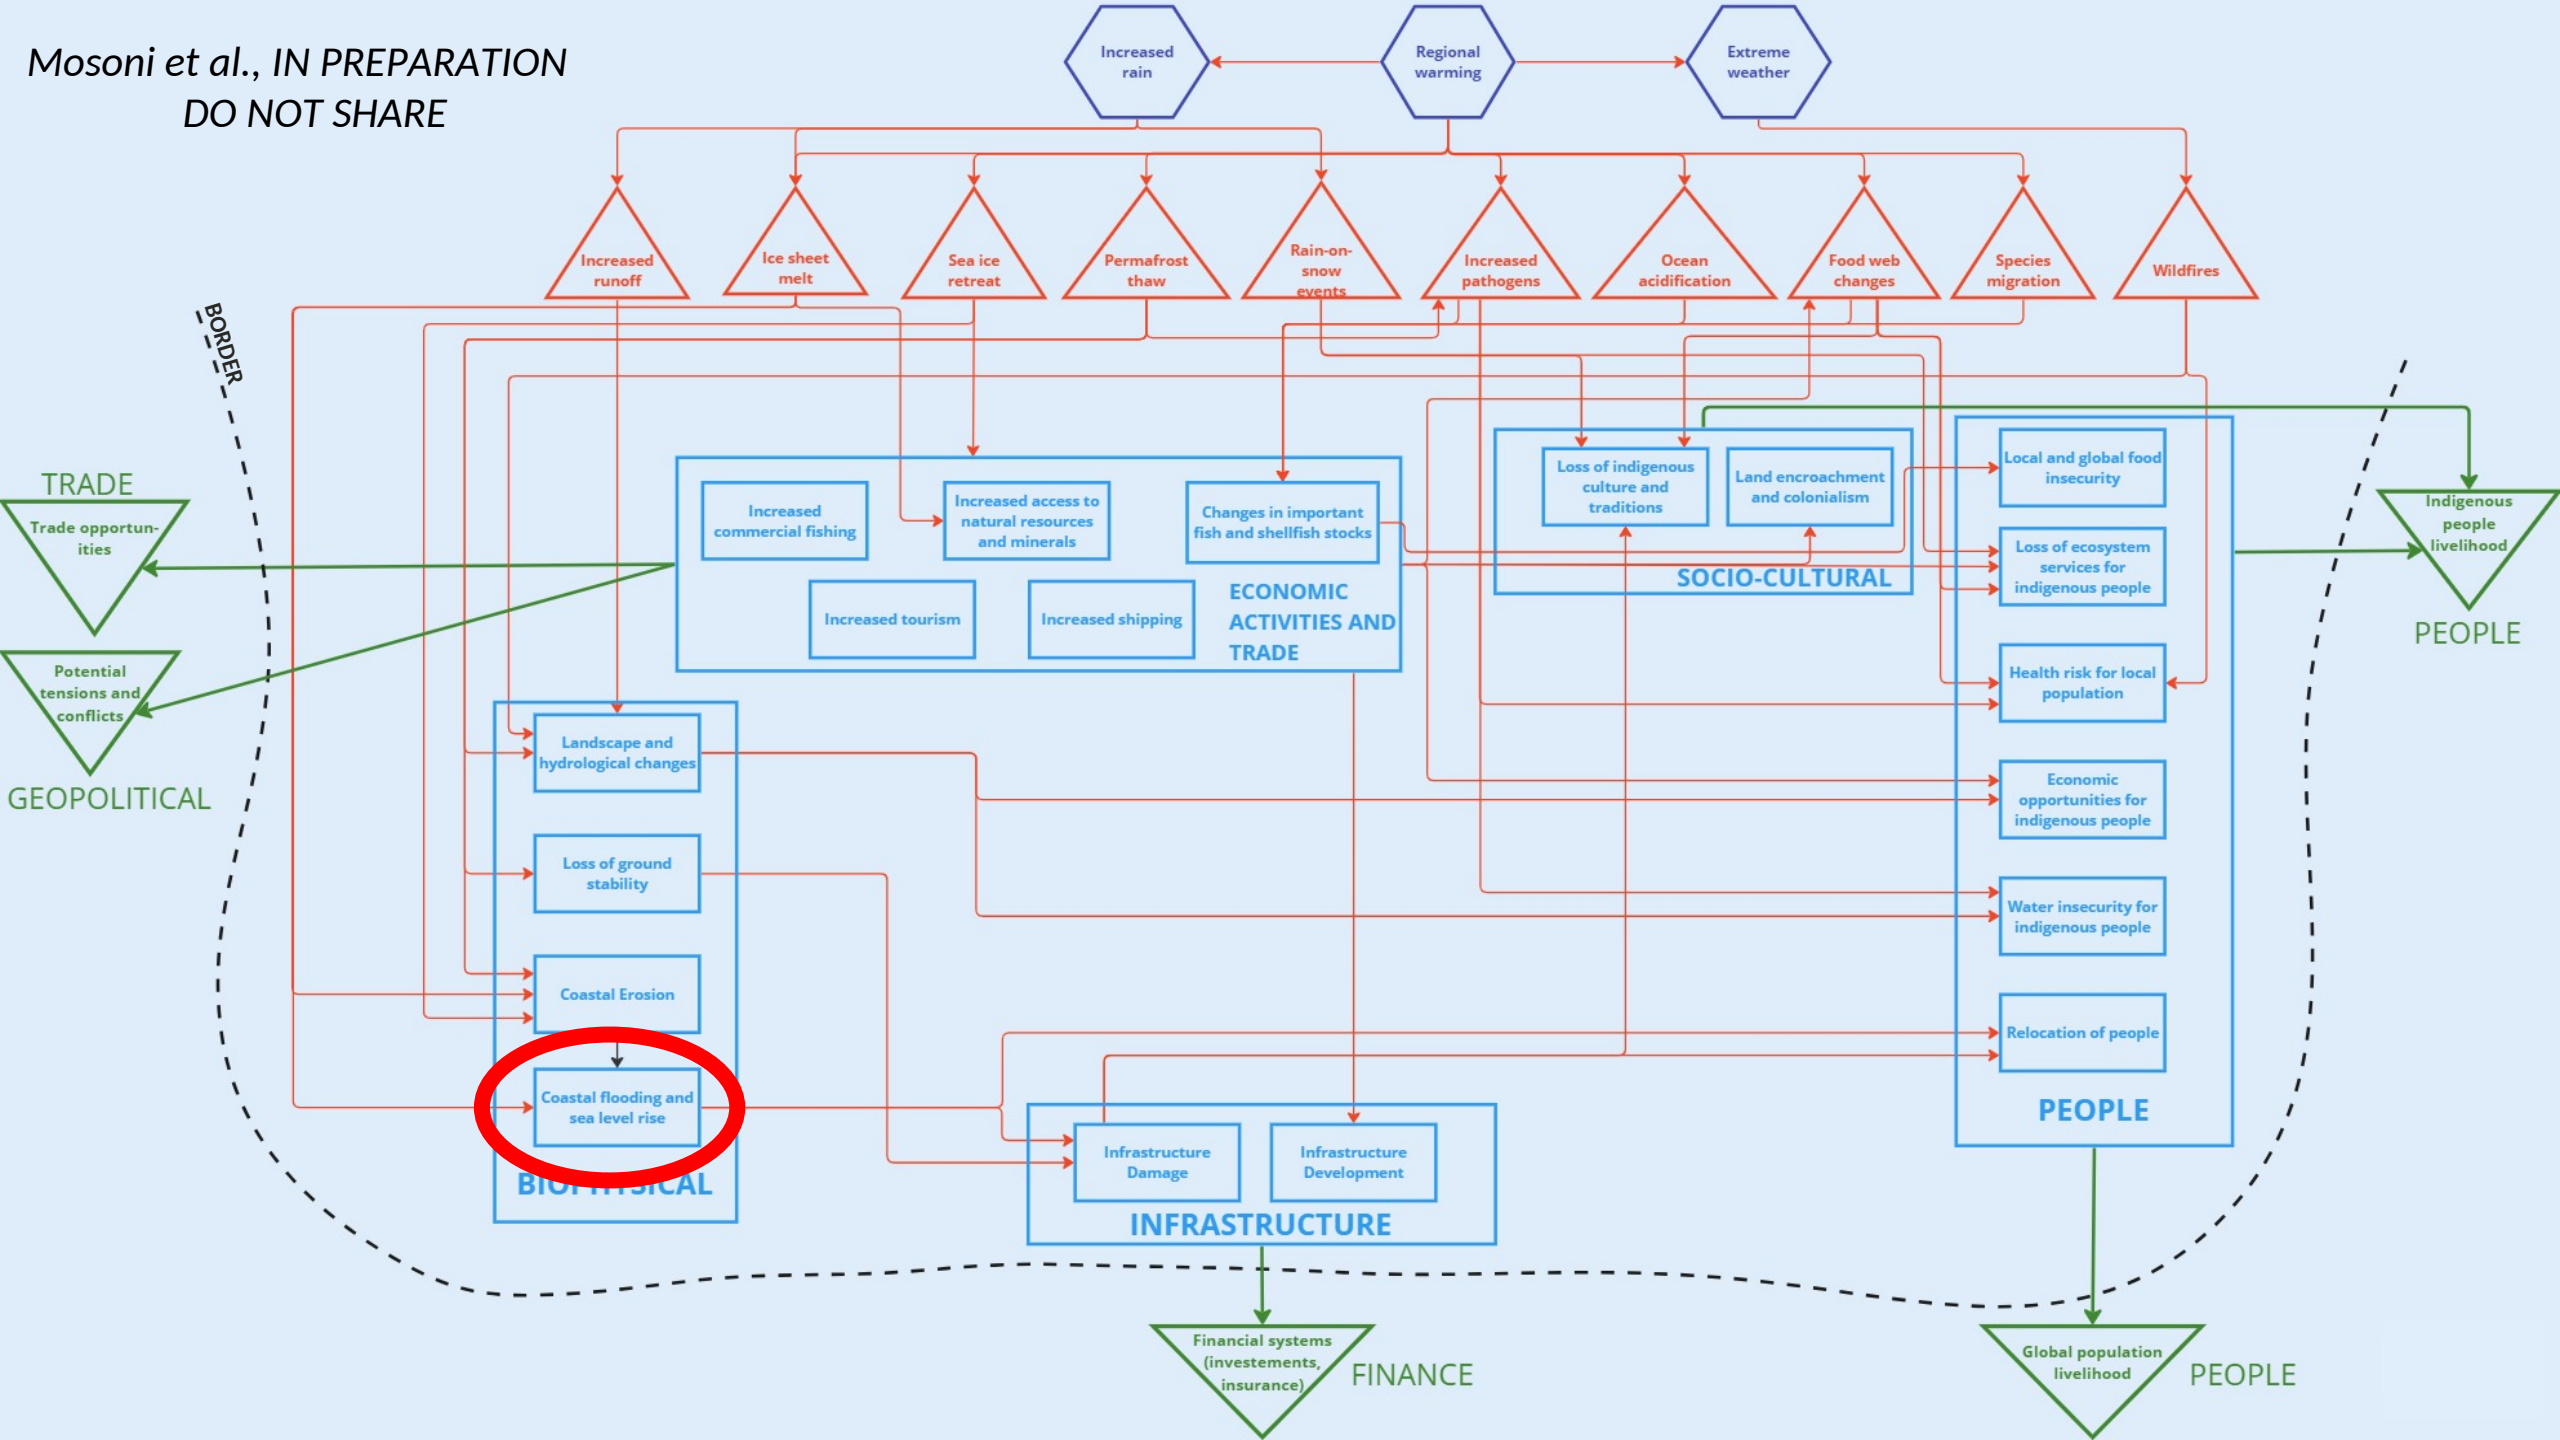 Mosoni et al., IN PREPARATION
DO NOT SHARE
Increased
rain
Regional
warming
Extreme
weather
Increased
runoff
Ice sheet
melt
Sea ice
retreat
Permafrost
thaw
Rain-on-
snow
events
Increased
pathogens
Ocean
acidification
Food web
changes
Species
migration
Wildfires
BORDER
TRADE
Trade opportun-
ities
Potential
tensions and
conflicts
GEOPOLITICAL
Increased
commercial fishing
Increased access to
natural resources
and minerals
Changes in important
fish and shellfish stocks
Increased tourism
Increased shipping
ECONOMIC
ACTIVITIES AND
TRADE
Loss of indigenous
culture and
traditions
Land encroachment
and colonialism
SOCIO-CULTURAL
Local and global food
insecurity
Loss of ecosystem
services for
indigenous people
Health risk for local
population
Economic
opportunities for
indigenous people
Water insecurity for
indigenous people
Relocation of people
PEOPLE
Indigenous
people
livelihood
PEOPLE
Landscape and
hydrological changes
Loss of ground
stability
Coastal Erosion
Coastal flooding and
sea level rise
BIOPHYSICAL
Infrastructure
Damage
Infrastructure
Development
INFRASTRUCTURE
Financial systems
(investements,
insurance)
FINANCE
Global population
livelihood
PEOPLE